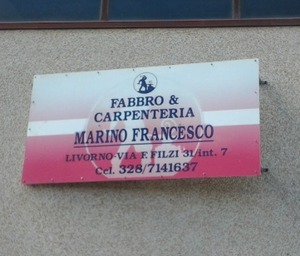 FABBRO &
CARPENTERIA
MARINO FRANCESCO
LIVORNO-VIA E FILZI 31/int. 7
Cel. 328/7141637